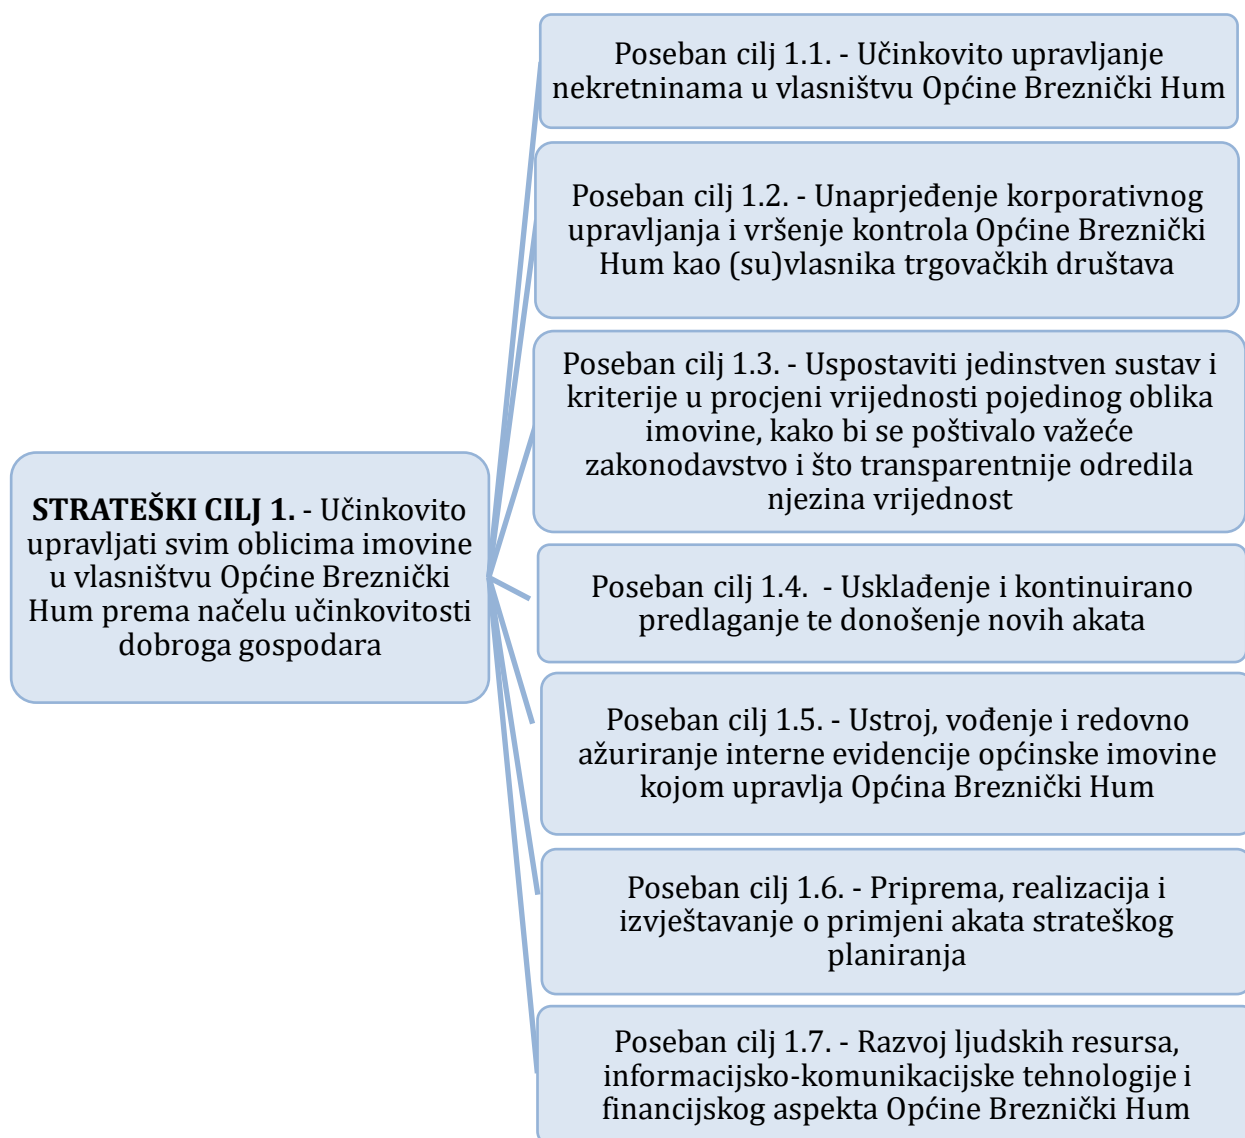 STRATEŠKI CILJ 1. - Učinkovito
upravljati svim oblicima imovine
u vlasništvu Općine Breznički
Hum prema načelu učinkovitosti
dobroga gospodara
Poseban cilj 1.1. - Učinkovito upravljanje
nekretninama u vlasništvu Općine Breznički Hum
Poseban cilj 1.2. - Unaprjeđenje korporativnog
upravljanja i vršenje kontrola Općine Breznički
Hum kao (su)vlasnika trgovačkih društava
Poseban cilj 1.3. - Uspostaviti jedinstven sustav i
kriterije u procjeni vrijednosti pojedinog oblika
imovine, kako bi se poštivalo važeće
zakonodavstvo i što transparentnije odredila
njezina vrijednost
Poseban cilj 1.4.  - Usklađenje i kontinuirano
predlaganje te donošenje novih akata
Poseban cilj 1.5. - Ustroj, vođenje i redovno
ažuriranje interne evidencije općinske imovine
kojom upravlja Općina Breznički Hum
Poseban cilj 1.6. - Priprema, realizacija i
izvještavanje o primjeni akata strateškog
planiranja
Poseban cilj 1.7. - Razvoj ljudskih resursa,
informacijsko-komunikacijske tehnologije i
financijskog aspekta Općine Breznički Hum